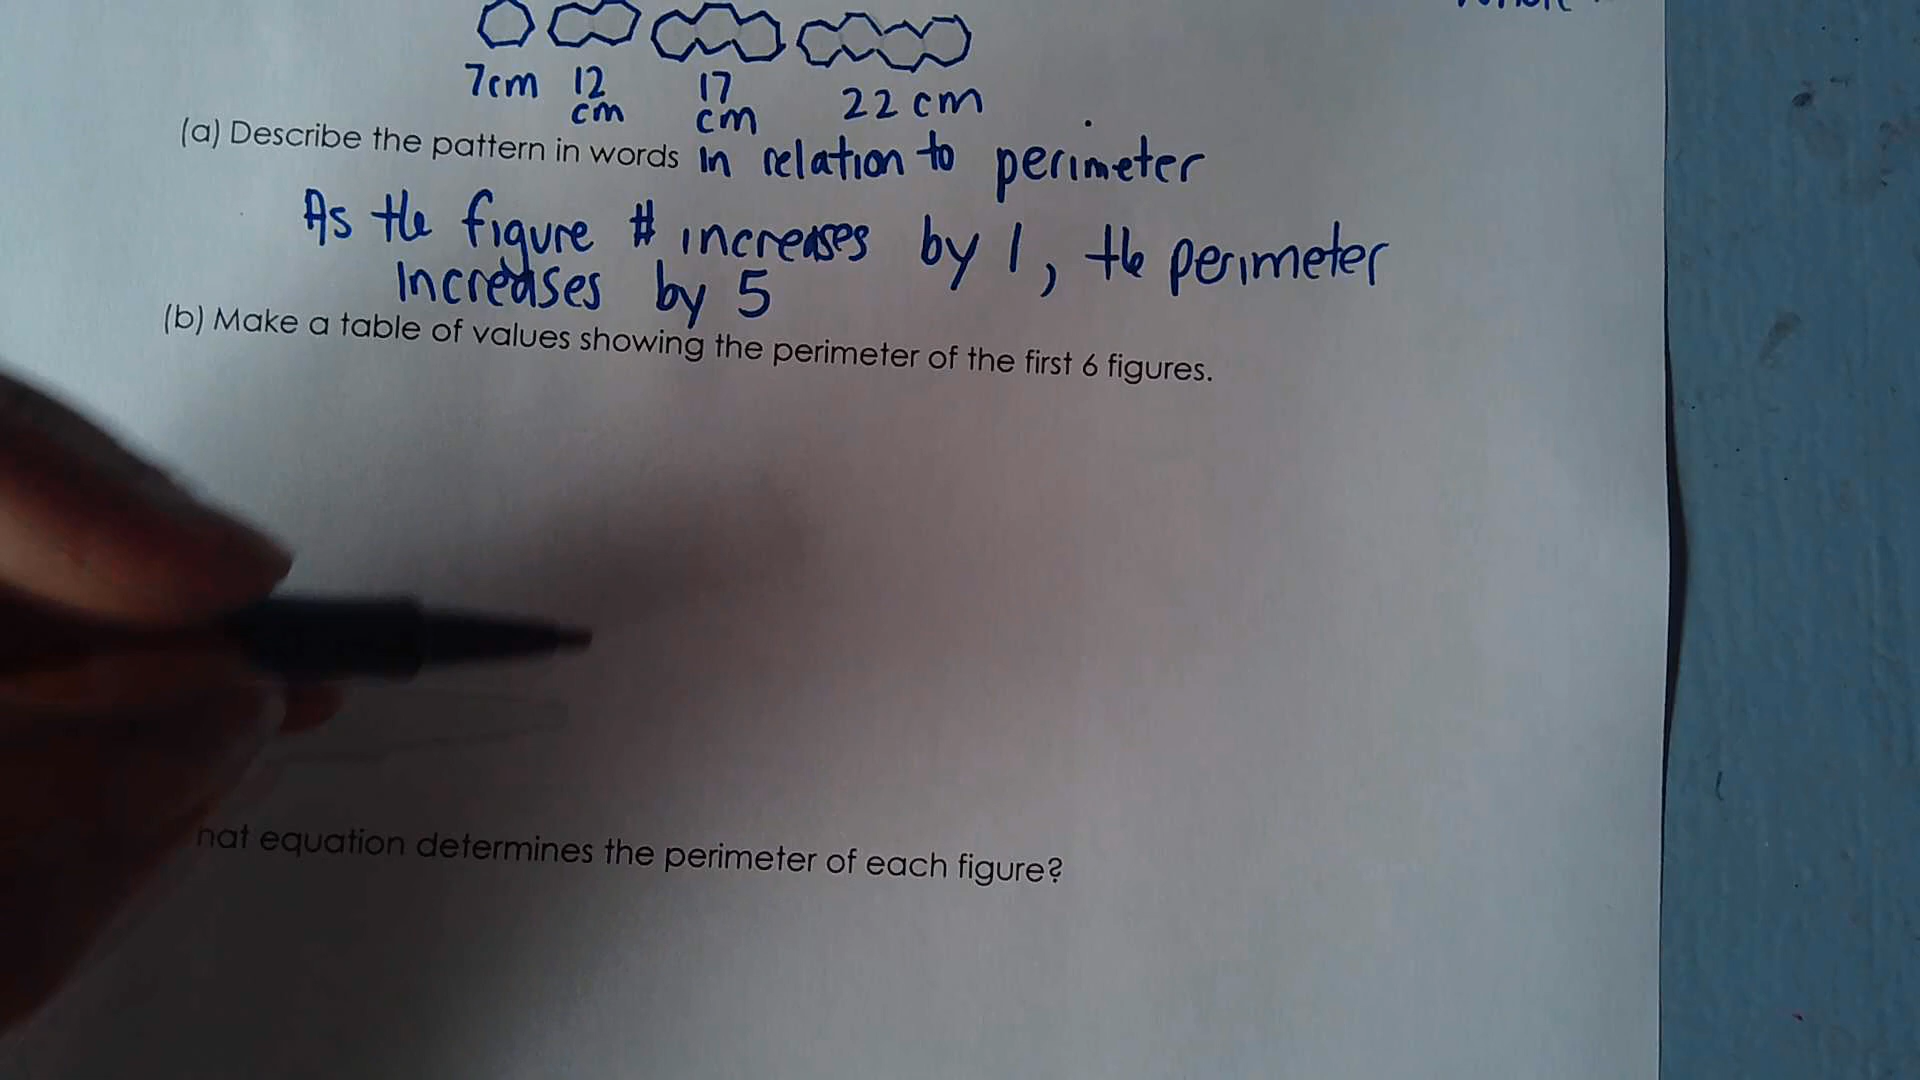 7cm 12 cm 17 cm 22 cm
(a) Describe the pattern in words in relation to perimeter
As the figure # increases by 1, the perimeter
increases by 5
(b) Make a table of values showing the perimeter of the first 6 figures.
equation determines the perimeter of each figure?